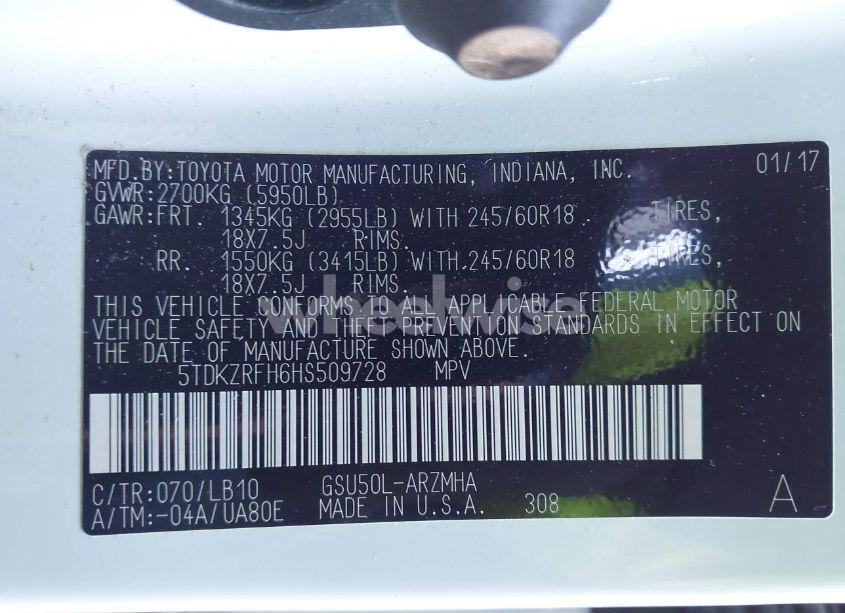 MFD.BY:TOYOTA MOTOR MANUFACTURING, INDIANA, INC. 01/17
GVWR:2700KG (5950LB)
GAWR:FRT. 1345KG (2955LB) WITH 245/60R18 TIRES,
18X7.5J RIMS.
RR. 1550KG (3415LB) WITH.245/60R18 TIRES,
18X7.5J RIMS.
THIS VEHICLE CONFORMS TO ALL APPLICABLE FEDERAL MOTOR
VEHICLE SAFETY AND THEFT PREVENTION STANDARDS IN EFFECT ON
THE DATE OF MANUFACTURE SHOWN ABOVE.
wheelwise
5TDKZRFH6HS509728 MPV
C/TR:070/LB10 GSU50L-ARZMHA
A/TM:-04A/UA80E MADE IN U.S.A. 308 A